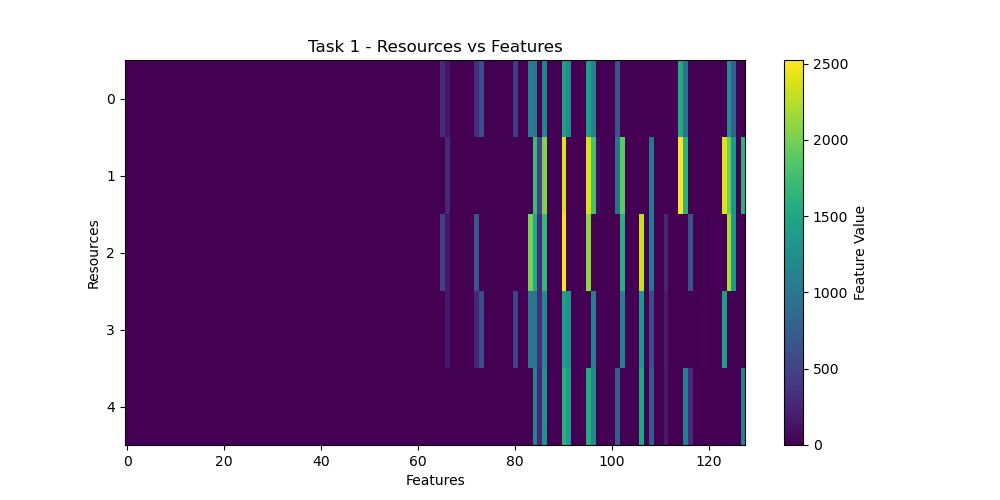 Task 1 - Resources vs Features
Resources
0
1
2
3
4
0 20 40 60 80 100 120
Features
2500
2000
1500
1000
500
0
Feature Value